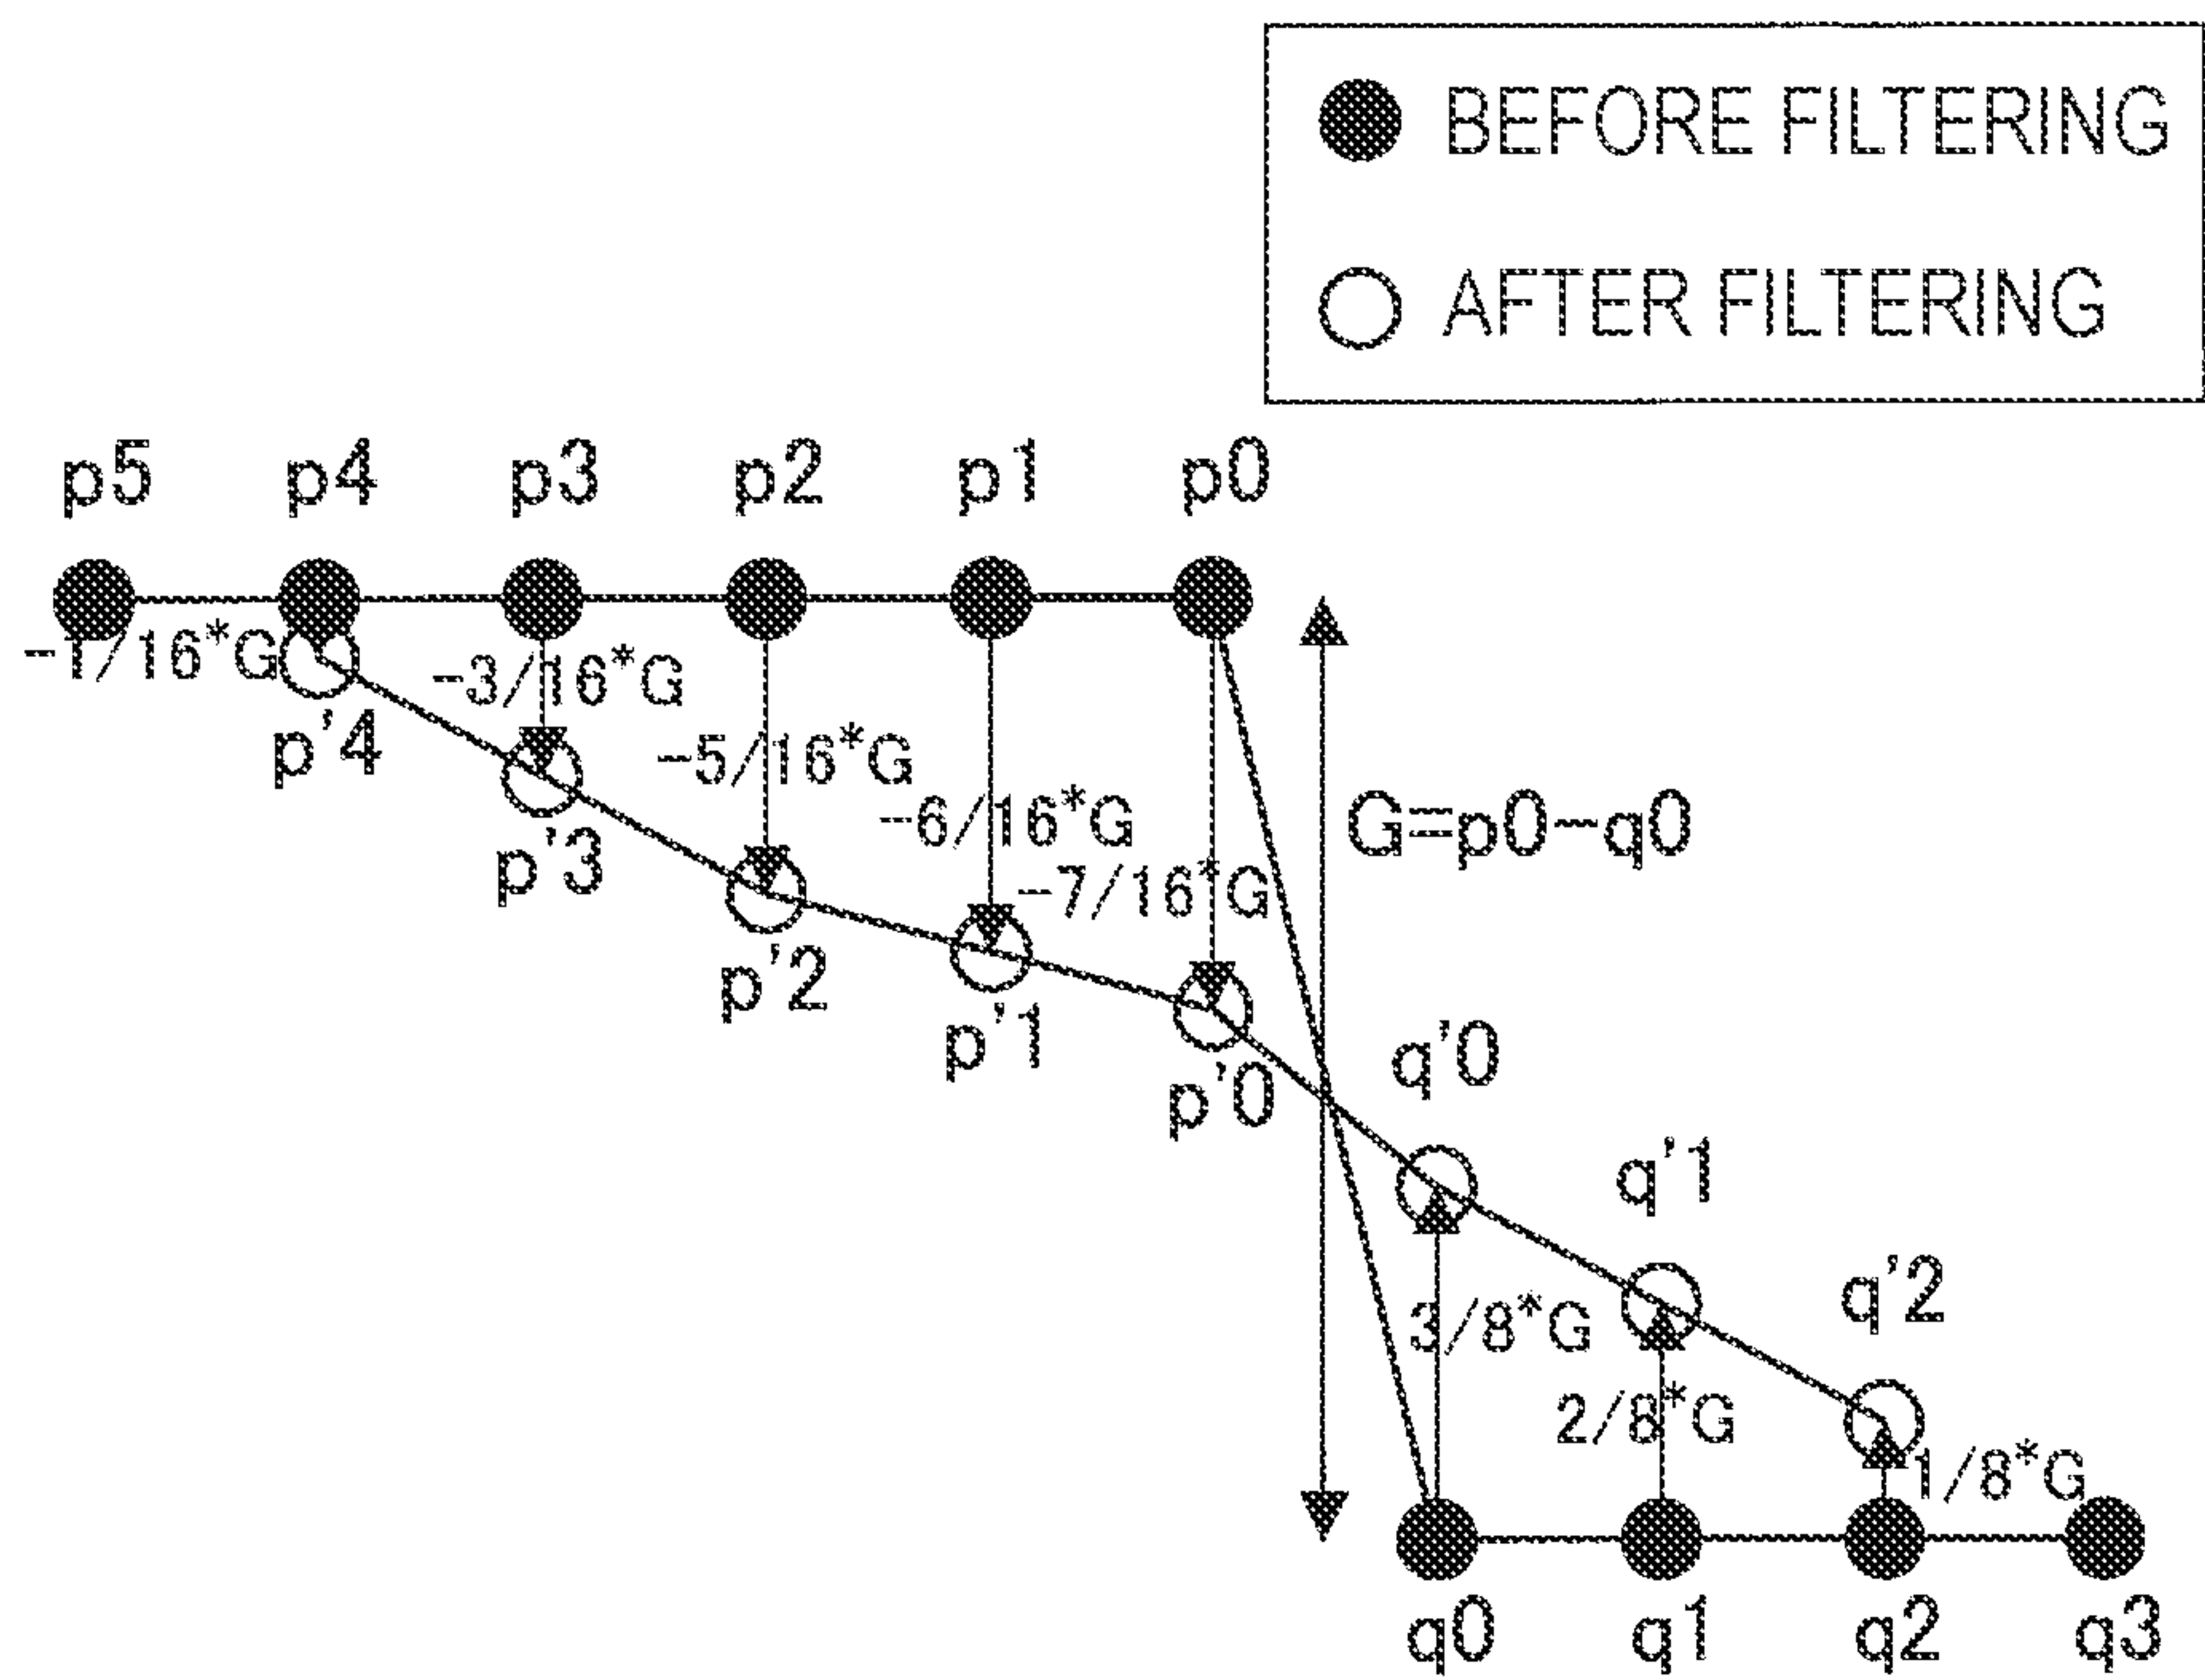 BEFORE FILTERING
AFTER FILTERING
p5 p4 p3 p2 p1 p0
-1/16*G
-3/16*G
-5/16*G
-6/16*G
-7/16*G
G=p0-q0
p'4
p'3
p'2
p'1
p'0
q'0
q'1
q'2
3/8*G
2/8*G
1/8*G
q0 q1 q2 q3